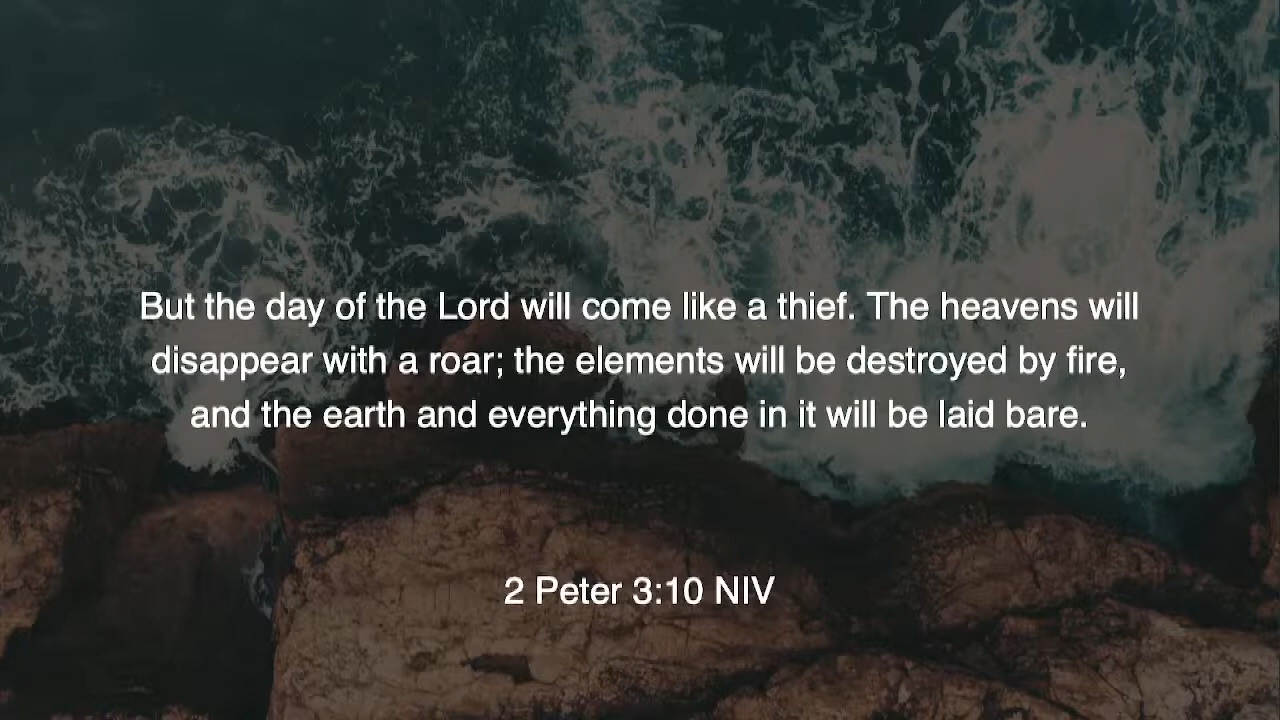 But the day of the Lord will come like a thief. The heavens will
disappear with a roar; the elements will be destroyed by fire,
and the earth and everything done in it will be laid bare.
2 Peter 3:10 NIV